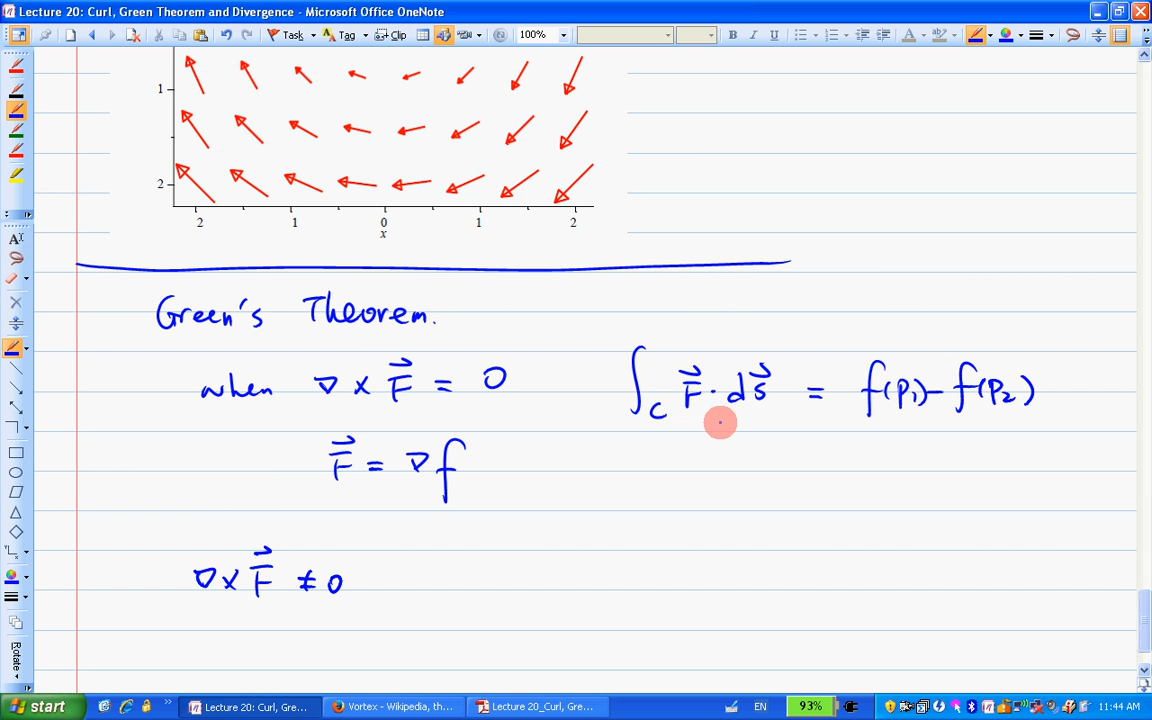 Lecture 20: Curl, Green Theorem and Divergence - Microsoft Office OneNote
Task Tag Clip 100% B I U
1
2
2 1 0 1 2
x
Green's Theorem.
when ∇ × F⃗ = 0 ∫_C F⃗ · ds⃗ = f(p₁) - f(p₂)
F⃗ = ∇f
∇ × F⃗ ≠ 0
Rotate
start Lecture 20: Curl, Gre... Vortex - Wikipedia, th... Lecture 20_Curl, Gre... EN 93% 11:44 AM